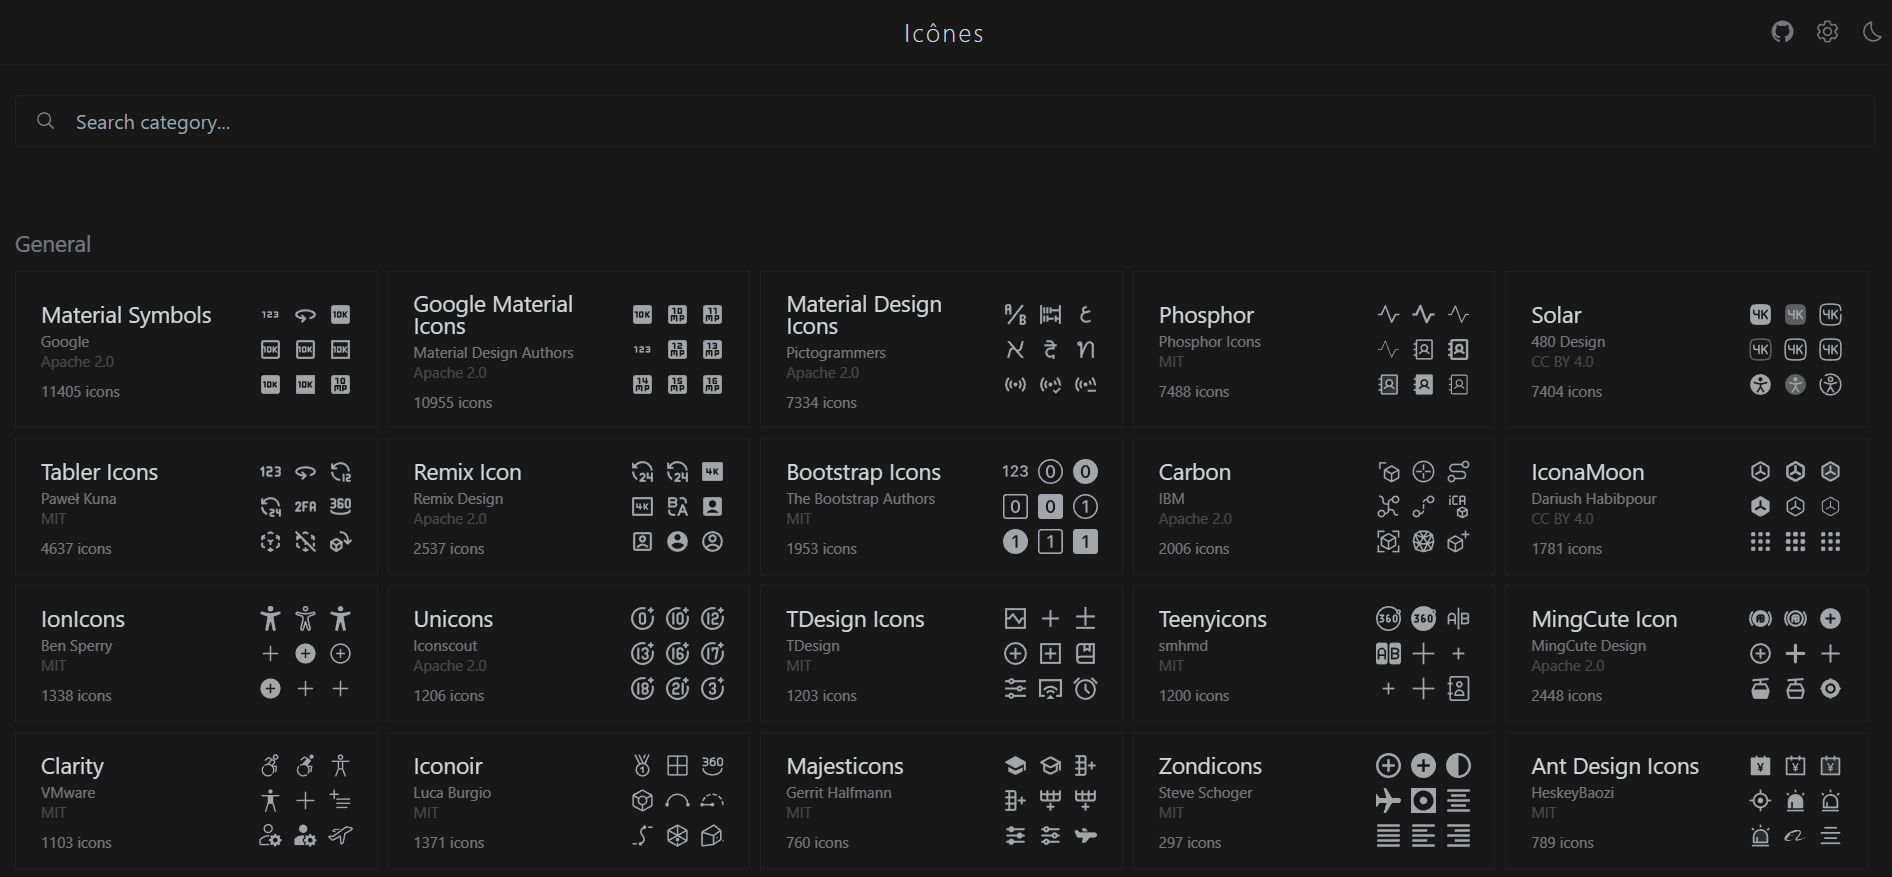 Icônes
Search category...
General
Material Symbols
Google
Apache 2.0
11405 icons
Google Material
Icons
Material Design Authors
Apache 2.0
10955 icons
Material Design
Icons
Pictogrammers
Apache 2.0
7334 icons
Phosphor
Phosphor Icons
MIT
7488 icons
Solar
480 Design
CC BY 4.0
7404 icons
Tabler Icons
Paweł Kuna
MIT
4637 icons
Remix Icon
Remix Design
Apache 2.0
2537 icons
Bootstrap Icons
The Bootstrap Authors
MIT
1953 icons
Carbon
IBM
Apache 2.0
2006 icons
IconaMoon
Dariush Habibpour
CC BY 4.0
1781 icons
IonIcons
Ben Sperry
MIT
1338 icons
Unicons
Iconscout
Apache 2.0
1206 icons
TDesign Icons
TDesign
MIT
1203 icons
Teenyicons
smhmd
MIT
1200 icons
MingCute Icon
MingCute Design
Apache 2.0
2448 icons
Clarity
VMware
MIT
1103 icons
Iconoir
Luca Burgio
MIT
1371 icons
Majesticons
Gerrit Halfmann
MIT
760 icons
Zondicons
Steve Schoger
MIT
297 icons
Ant Design Icons
HeskeyBaozi
MIT
789 icons